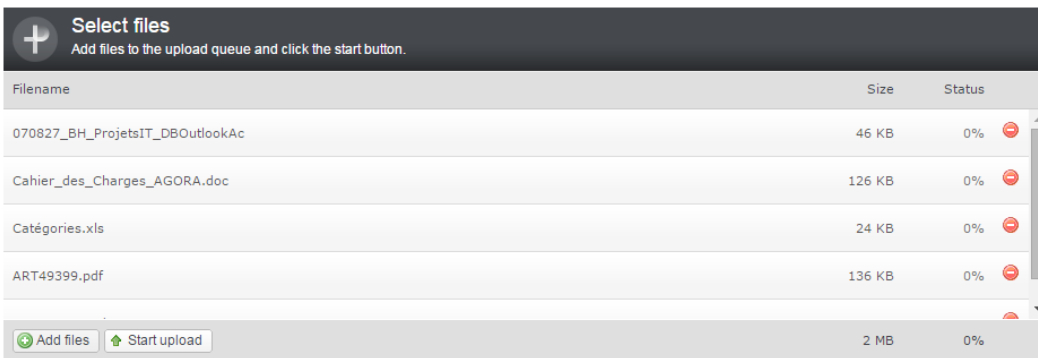 Select files
Add files to the upload queue and click the start button.
Filename Size Status
070827_BH_ProjetsIT_DBOutlookAc 46 KB 0%
Cahier_des_Charges_AGORA.doc 126 KB 0%
Catégories.xls 24 KB 0%
ART49399.pdf 136 KB 0%
Add files Start upload 2 MB 0%